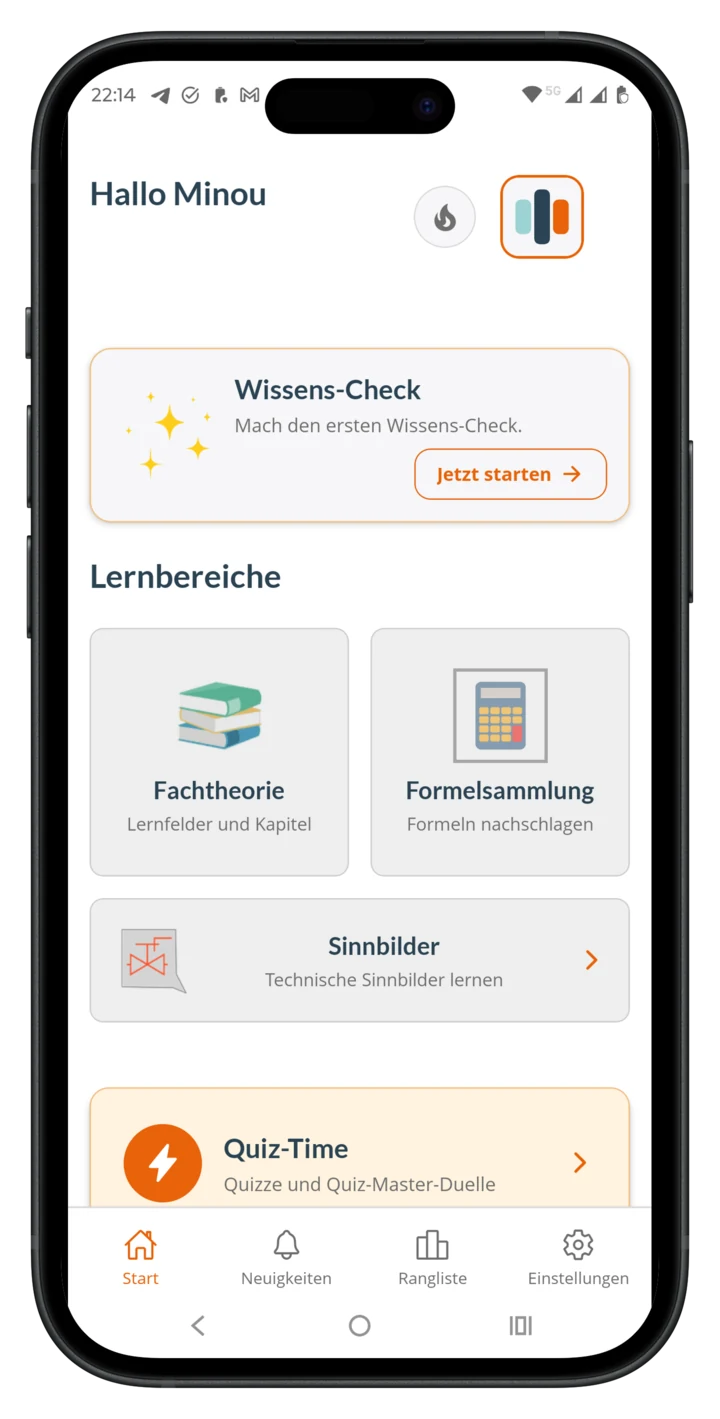 22:14
5G
Hallo Minou
Wissens-Check
Mach den ersten Wissens-Check.
Jetzt starten
Lernbereiche
Fachtheorie
Lernfelder und Kapitel
Formelsammlung
Formeln nachschlagen
Sinnbilder
Technische Sinnbilder lernen
Quiz-Time
Quizze und Quiz-Master-Duelle
Start
Neuigkeiten
Rangliste
Einstellungen